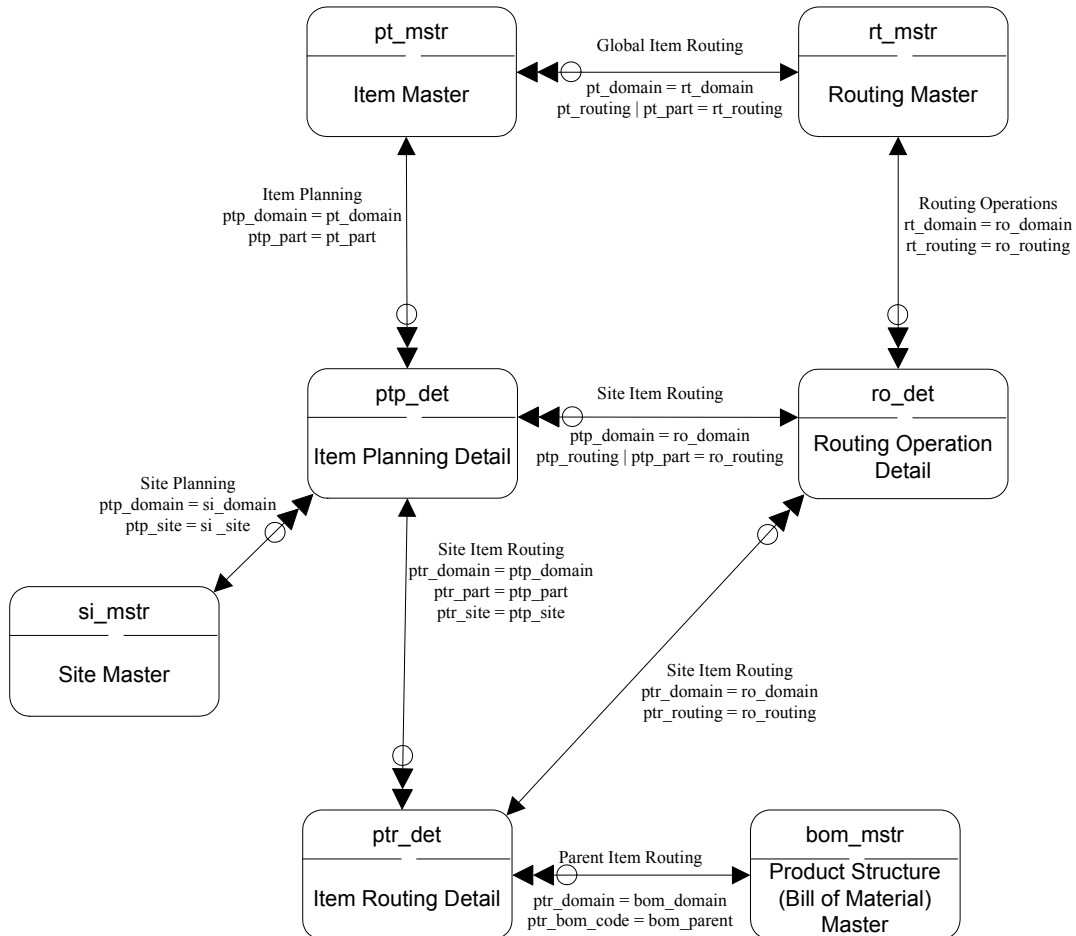 pt_mstr
Item Master
Global Item Routing
pt_domain = rt_domain
pt_routing | pt_part = rt_routing
rt_mstr
Routing Master
Item Planning
ptp_domain = pt_domain
ptp_part = pt_part
Routing Operations
rt_domain = ro_domain
rt_routing = ro_routing
ptp_det
Item Planning Detail
Site Item Routing
ptp_domain = ro_domain
ptp_routing | ptp_part = ro_routing
ro_det
Routing Operation
Detail
Site Planning
ptp_domain = si_domain
ptp_site = si _site
Site Item Routing
ptr_domain = ptp_domain
ptr_part = ptp_part
ptr_site = ptp_site
si_mstr
Site Master
Site Item Routing
ptr_domain = ro_domain
ptr_routing = ro_routing
ptr_det
Item Routing Detail
Parent Item Routing
ptr_domain = bom_domain
ptr_bom_code = bom_parent
bom_mstr
Product Structure
(Bill of Material)
Master